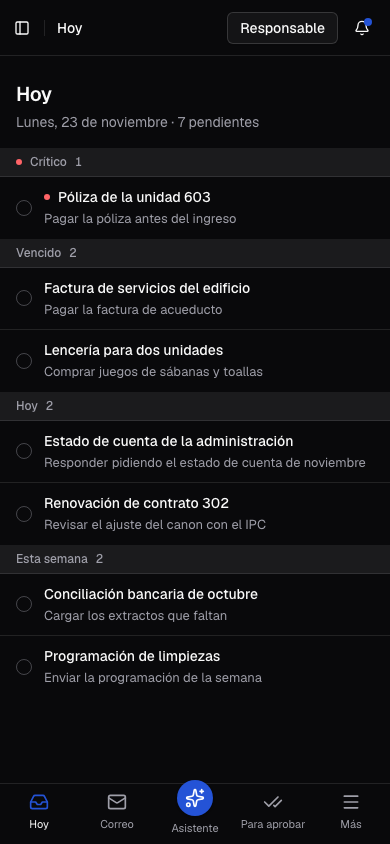 Hoy
Responsable
Hoy
Lunes, 23 de noviembre · 7 pendientes
Crítico 1
Póliza de la unidad 603
Pagar la póliza antes del ingreso
Vencido 2
Factura de servicios del edificio
Pagar la factura de acueducto
Lencería para dos unidades
Comprar juegos de sábanas y toallas
Hoy 2
Estado de cuenta de la administración
Responder pidiendo el estado de cuenta de noviembre
Renovación de contrato 302
Revisar el ajuste del canon con el IPC
Esta semana 2
Conciliación bancaria de octubre
Cargar los extractos que faltan
Programación de limpiezas
Enviar la programación de la semana
Hoy
Correo
Asistente
Para aprobar
Más